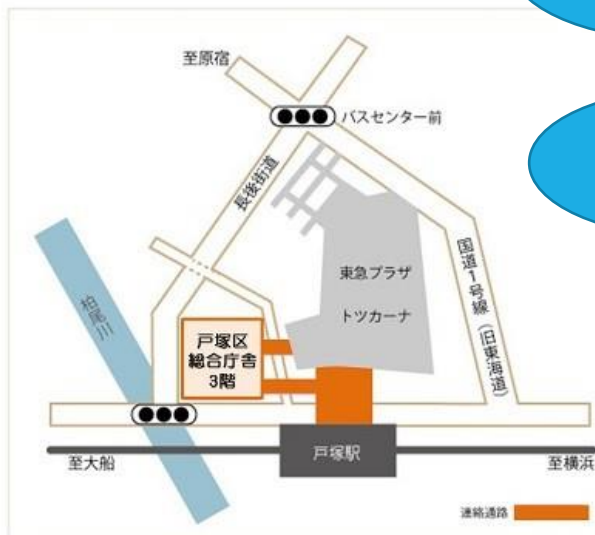 至原宿
バスセンター前
長後街道
柏尾川
東急プラザ
トツカーナ
国道1号線(旧東海道)
戸塚区
総合庁舎
3階
戸塚駅
至大船
至横浜
連絡通路